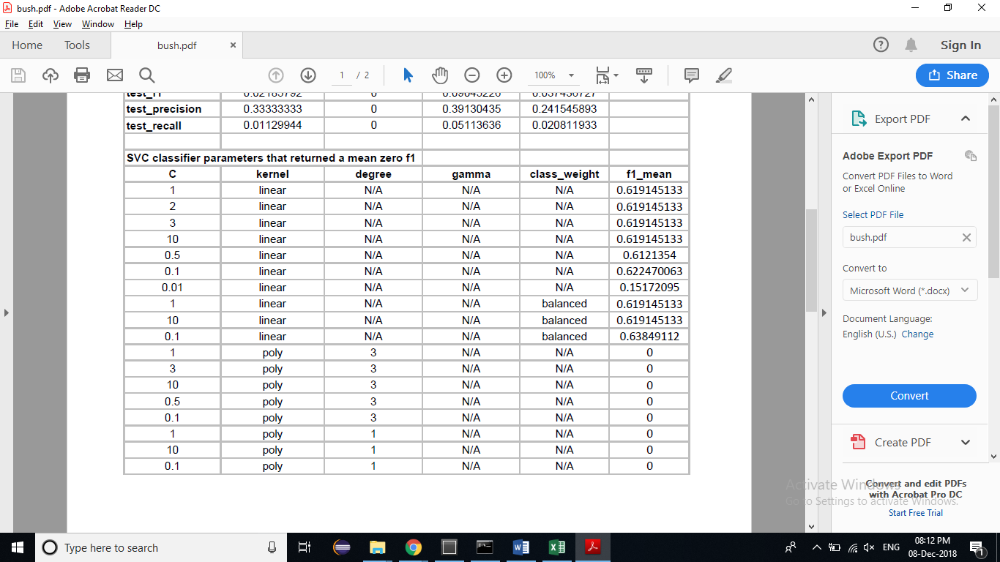 bush.pdf - Adobe Acrobat Reader DC
File Edit View Window Help
Home Tools bush.pdf × Sign In
1 / 2 100% Share
test_precision 0.33333333 0 0.39130435 0.241545893
test_recall 0.01129944 0 0.05113636 0.020811933
SVC classifier parameters that returned a mean zero f1
C kernel degree gamma class_weight f1_mean
1 linear N/A N/A N/A 0.619145133
2 linear N/A N/A N/A 0.619145133
3 linear N/A N/A N/A 0.619145133
10 linear N/A N/A N/A 0.619145133
0.5 linear N/A N/A N/A 0.6121354
0.1 linear N/A N/A N/A 0.622470063
0.01 linear N/A N/A N/A 0.15172095
1 linear N/A N/A balanced 0.619145133
10 linear N/A N/A balanced 0.619145133
0.1 linear N/A N/A balanced 0.63849112
1 poly 3 N/A N/A 0
3 poly 3 N/A N/A 0
10 poly 3 N/A N/A 0
0.5 poly 3 N/A N/A 0
0.1 poly 3 N/A N/A 0
1 poly 1 N/A N/A 0
10 poly 1 N/A N/A 0
0.1 poly 1 N/A N/A 0
Export PDF
Adobe Export PDF
Convert PDF Files to Word
or Excel Online
Select PDF File
bush.pdf
Convert to
Microsoft Word (*.docx)
Document Language:
English (U.S.) Change
Convert
Create PDF
Convert and edit PDFs
with Acrobat Pro DC
Start Free Trial
Activate Windows
Go to Settings to activate Windows.
Type here to search
ENG
08:12 PM
08-Dec-2018
1